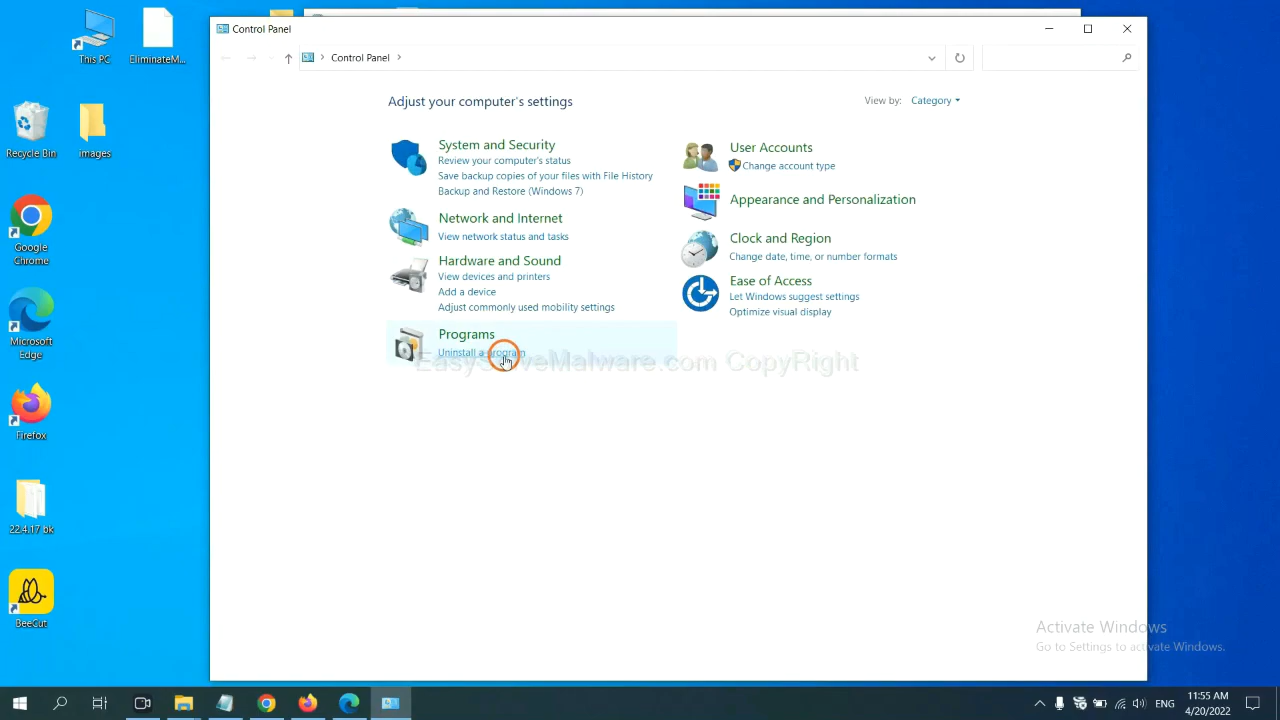 Control Panel
Control Panel
Adjust your computer's settings
View by: Category
System and Security
Review your computer's status
Save backup copies of your files with File History
Backup and Restore (Windows 7)
Network and Internet
View network status and tasks
Hardware and Sound
View devices and printers
Add a device
Adjust commonly used mobility settings
Programs
Uninstall a program
User Accounts
Change account type
Appearance and Personalization
Clock and Region
Change date, time, or number formats
Ease of Access
Let Windows suggest settings
Optimize visual display
This PC
EliminateM...
Recycle Bin
images
Google
Chrome
Microsoft
Edge
Firefox
22.4.17 bk
BeeCut
EasySolveMalware.com CopyRight
Activate Windows
Go to Settings to activate Windows.
ENG
11:55 AM
4/20/2022